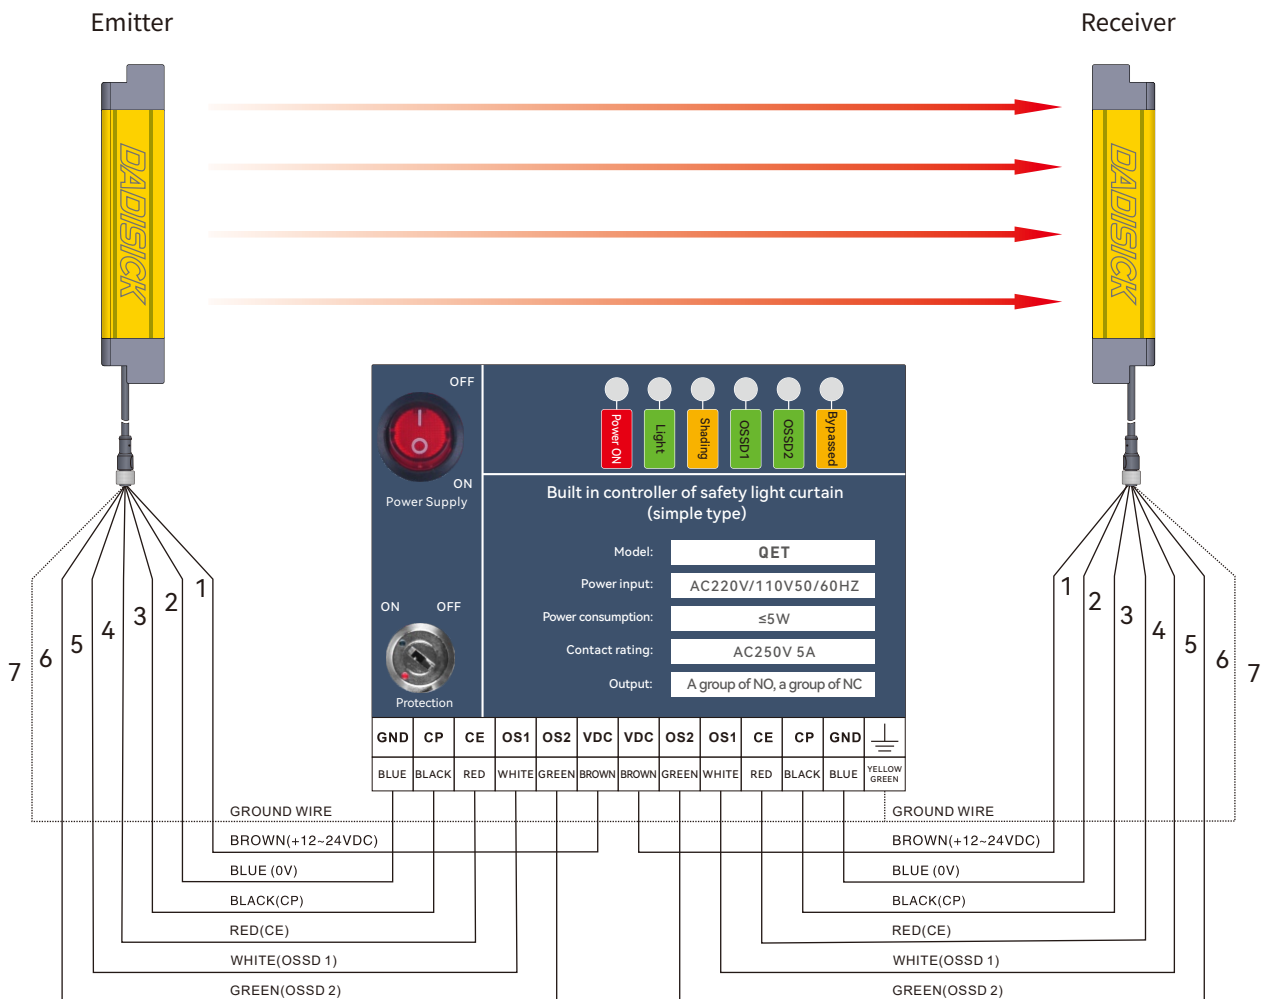 Emitter
Receiver
DADISICK
DADISICK
OFF
ON
Power Supply
Power ON
Light
Shading
OSSD1
OSSD2
Bypassed
Built in controller of safety light curtain
(simple type)
Model: QET
Power input: AC220V/110V50/60HZ
Power consumption: ≤5W
Contact rating: AC250V 5A
Output: A group of NO, a group of NC
ON OFF
Protection
GND CP CE OS1 OS2 VDC VDC OS2 OS1 CE CP GND
BLUE BLACK RED WHITE GREEN BROWN BROWN GREEN WHITE RED BLACK BLUE YELLOW GREEN
7 6 5 4 3 2 1
1 2 3 4 5 6 7
GROUND WIRE
BROWN(+12~24VDC)
BLUE (0V)
BLACK(CP)
RED(CE)
WHITE(OSSD 1)
GREEN(OSSD 2)
GROUND WIRE
BROWN(+12~24VDC)
BLUE (0V)
BLACK(CP)
RED(CE)
WHITE(OSSD 1)
GREEN(OSSD 2)